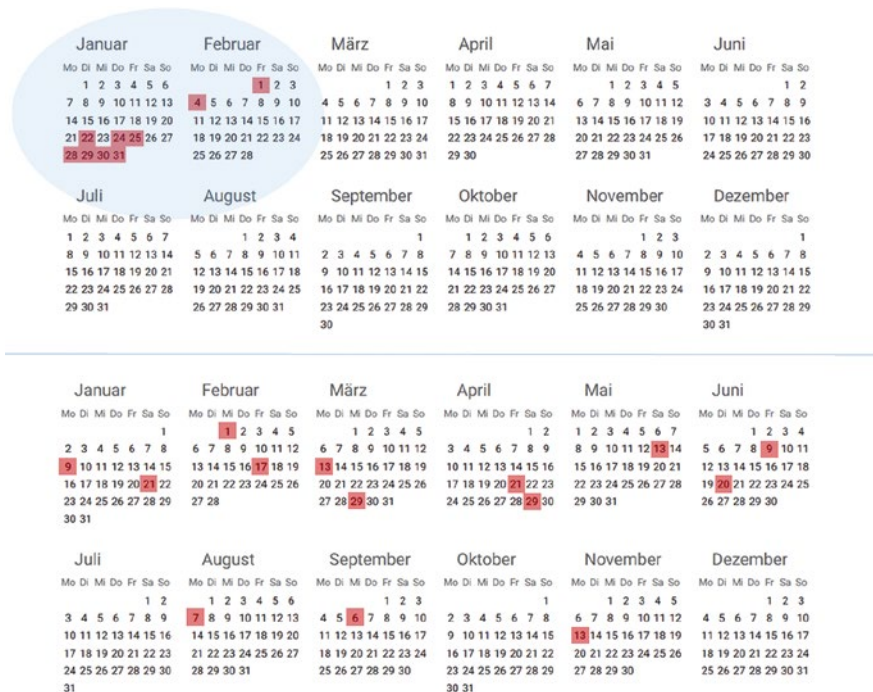 Januar
Mo Di Mi Do Fr Sa So
1 2 3 4 5 6
7 8 9 10 11 12 13
14 15 16 17 18 19 20
21 22 23 24 25 26 27
28 29 30 31
Februar
Mo Di Mi Do Fr Sa So
1 2 3
4 5 6 7 8 9 10
11 12 13 14 15 16 17
18 19 20 21 22 23 24
25 26 27 28
März
Mo Di Mi Do Fr Sa So
1 2 3
4 5 6 7 8 9 10
11 12 13 14 15 16 17
18 19 20 21 22 23 24
25 26 27 28 29 30 31
April
Mo Di Mi Do Fr Sa So
1 2 3 4 5 6 7
8 9 10 11 12 13 14
15 16 17 18 19 20 21
22 23 24 25 26 27 28
29 30
Mai
Mo Di Mi Do Fr Sa So
1 2 3 4 5
6 7 8 9 10 11 12
13 14 15 16 17 18 19
20 21 22 23 24 25 26
27 28 29 30 31
Juni
Mo Di Mi Do Fr Sa So
1 2
3 4 5 6 7 8 9
10 11 12 13 14 15 16
17 18 19 20 21 22 23
24 25 26 27 28 29 30
Juli
Mo Di Mi Do Fr Sa So
1 2 3 4 5 6 7
8 9 10 11 12 13 14
15 16 17 18 19 20 21
22 23 24 25 26 27 28
29 30 31
August
Mo Di Mi Do Fr Sa So
1 2 3 4
5 6 7 8 9 10 11
12 13 14 15 16 17 18
19 20 21 22 23 24 25
26 27 28 29 30 31
September
Mo Di Mi Do Fr Sa So
1
2 3 4 5 6 7 8
9 10 11 12 13 14 15
16 17 18 19 20 21 22
23 24 25 26 27 28 29
30
Oktober
Mo Di Mi Do Fr Sa So
1 2 3 4 5 6
7 8 9 10 11 12 13
14 15 16 17 18 19 20
21 22 23 24 25 26 27
28 29 30 31
November
Mo Di Mi Do Fr Sa So
1 2 3
4 5 6 7 8 9 10
11 12 13 14 15 16 17
18 19 20 21 22 23 24
25 26 27 28 29 30
Dezember
Mo Di Mi Do Fr Sa So
1
2 3 4 5 6 7 8
9 10 11 12 13 14 15
16 17 18 19 20 21 22
23 24 25 26 27 28 29
30 31
Januar
Mo Di Mi Do Fr Sa So
1
2 3 4 5 6 7 8
9 10 11 12 13 14 15
16 17 18 19 20 21 22
23 24 25 26 27 28 29
30 31
Februar
Mo Di Mi Do Fr Sa So
1 2 3 4 5
6 7 8 9 10 11 12
13 14 15 16 17 18 19
20 21 22 23 24 25 26
27 28
März
Mo Di Mi Do Fr Sa So
1 2 3 4 5
6 7 8 9 10 11 12
13 14 15 16 17 18 19
20 21 22 23 24 25 26
27 28 29 30 31
April
Mo Di Mi Do Fr Sa So
1 2
3 4 5 6 7 8 9
10 11 12 13 14 15 16
17 18 19 20 21 22 23
24 25 26 27 28 29 30
Mai
Mo Di Mi Do Fr Sa So
1 2 3 4 5 6 7
8 9 10 11 12 13 14
15 16 17 18 19 20 21
22 23 24 25 26 27 28
29 30 31
Juni
Mo Di Mi Do Fr Sa So
1 2 3 4
5 6 7 8 9 10 11
12 13 14 15 16 17 18
19 20 21 22 23 24 25
26 27 28 29 30
Juli
Mo Di Mi Do Fr Sa So
1 2
3 4 5 6 7 8 9
10 11 12 13 14 15 16
17 18 19 20 21 22 23
24 25 26 27 28 29 30
31
August
Mo Di Mi Do Fr Sa So
1 2 3 4 5 6
7 8 9 10 11 12 13
14 15 16 17 18 19 20
21 22 23 24 25 26 27
28 29 30 31
September
Mo Di Mi Do Fr Sa So
1 2 3
4 5 6 7 8 9 10
11 12 13 14 15 16 17
18 19 20 21 22 23 24
25 26 27 28 29 30
Oktober
Mo Di Mi Do Fr Sa So
1
2 3 4 5 6 7 8
9 10 11 12 13 14 15
16 17 18 19 20 21 22
23 24 25 26 27 28 29
30 31
November
Mo Di Mi Do Fr Sa So
1 2 3 4 5
6 7 8 9 10 11 12
13 14 15 16 17 18 19
20 21 22 23 24 25 26
27 28 29 30
Dezember
Mo Di Mi Do Fr Sa So
1 2 3
4 5 6 7 8 9 10
11 12 13 14 15 16 17
18 19 20 21 22 23 24
25 26 27 28 29 30 31